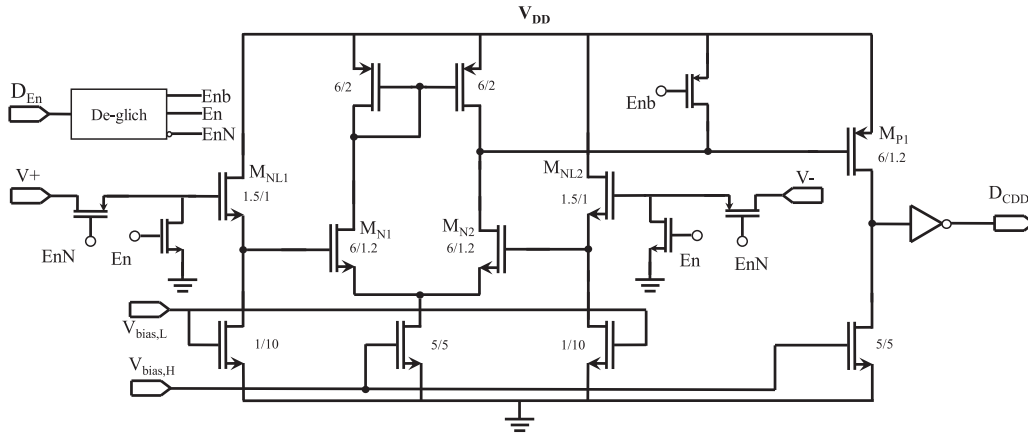 V_DD
6/2
6/2
D_En
De-glich
Enb
En
EnN
Enb
M_P1
6/1.2
V+
M_NL1
1.5/1
M_NL2
1.5/1
V-
D_CDD
EnN
En
M_N1
6/1.2
M_N2
6/1.2
En
EnN
V_bias,L
1/10
5/5
1/10
5/5
V_bias,H